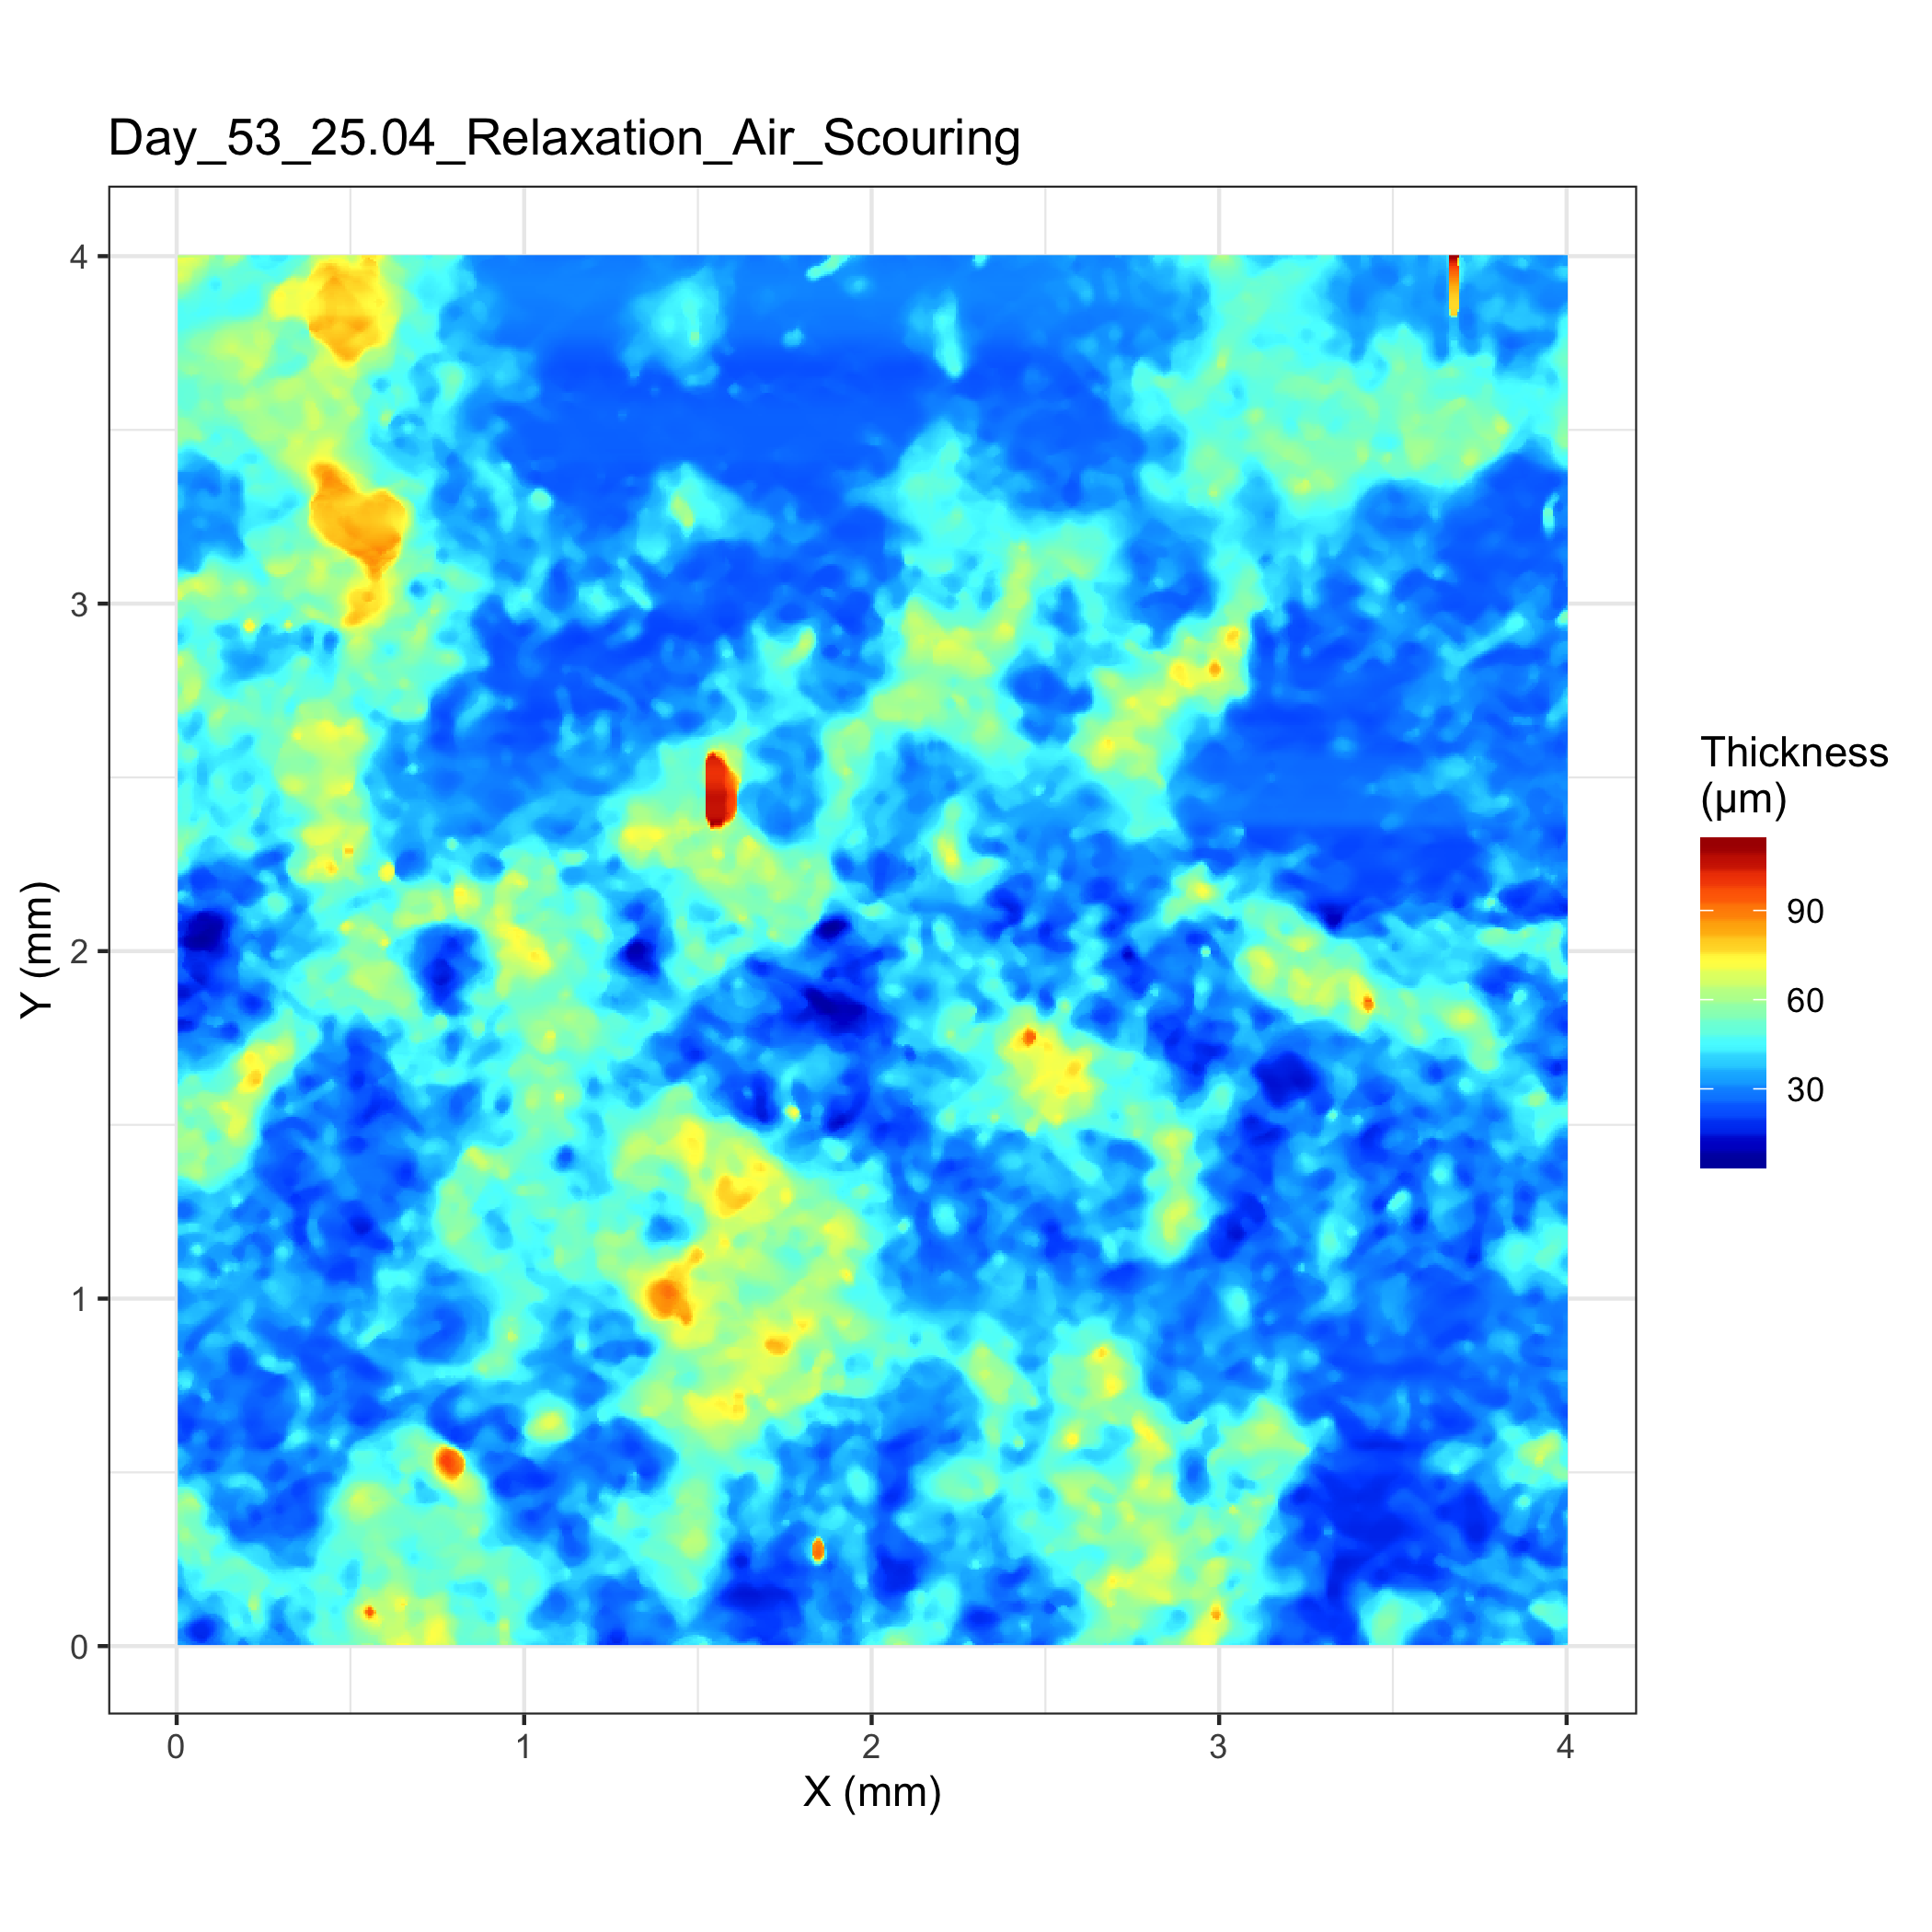 Day_53_25.04_Relaxation_Air_Scouring
4
3
2
1
0
Y (mm)
0
1
2
3
4
X (mm)
Thickness
(μm)
90
60
30